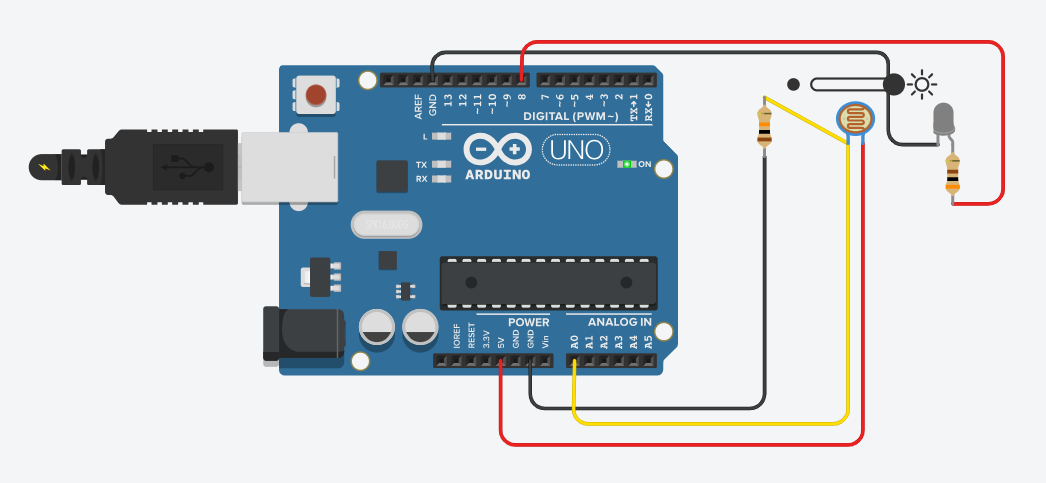 AREF
GND
13
12
~11
~10
~9
8
7
~6
~5
4
~3
2
TX→1
RX←0
DIGITAL (PWM~)
L
TX
RX
UNO
ON
ARDUINO
POWER
ANALOG IN
IOREF
RESET
3.3V
5V
GND
GND
Vin
A0
A1
A2
A3
A4
A5